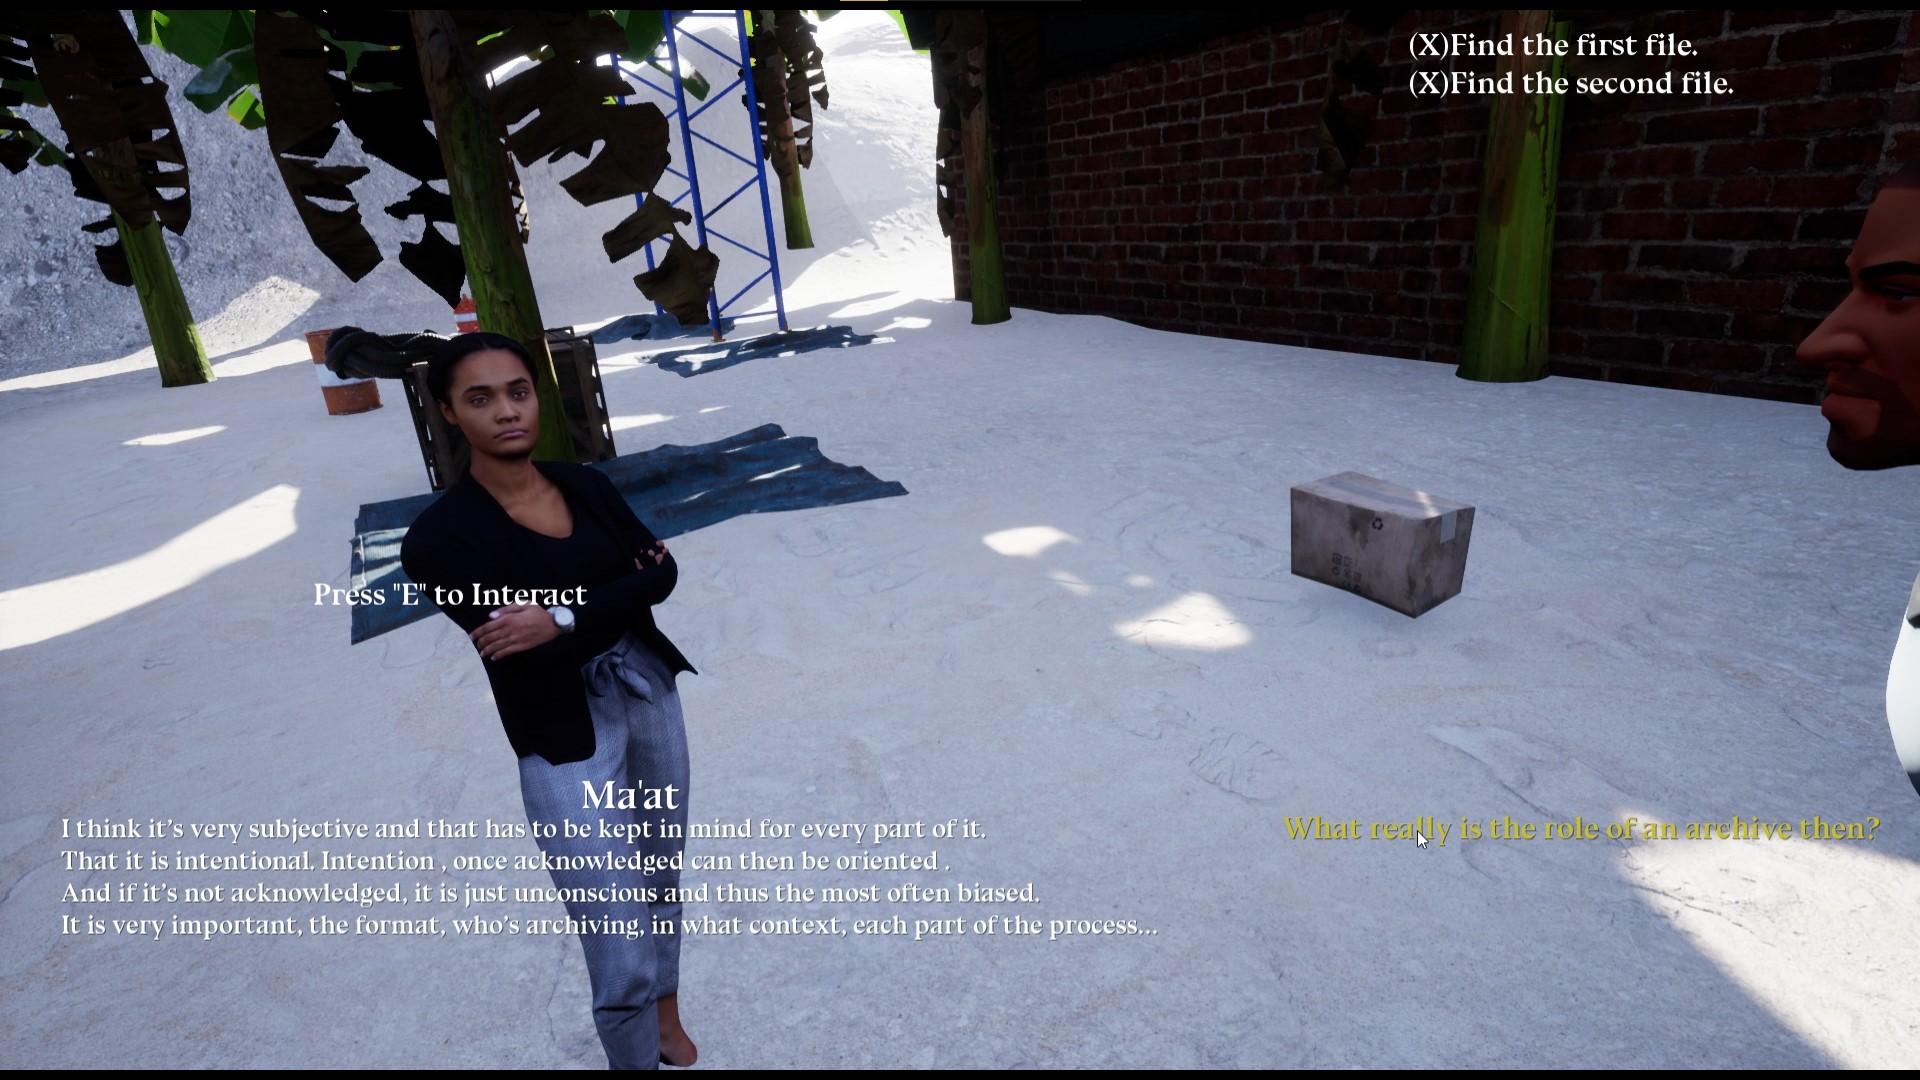 (X)Find the first file.
(X)Find the second file.
Press "E" to Interact
Ma'at
I think it's very subjective and that has to be kept in mind for every part of it.
That it is intentional. Intention , once acknowledged can then be oriented .
And if it's not acknowledged, it is just unconscious and thus the most often biased.
It is very important, the format, who's archiving, in what context, each part of the process...
What really is the role of an archive then?